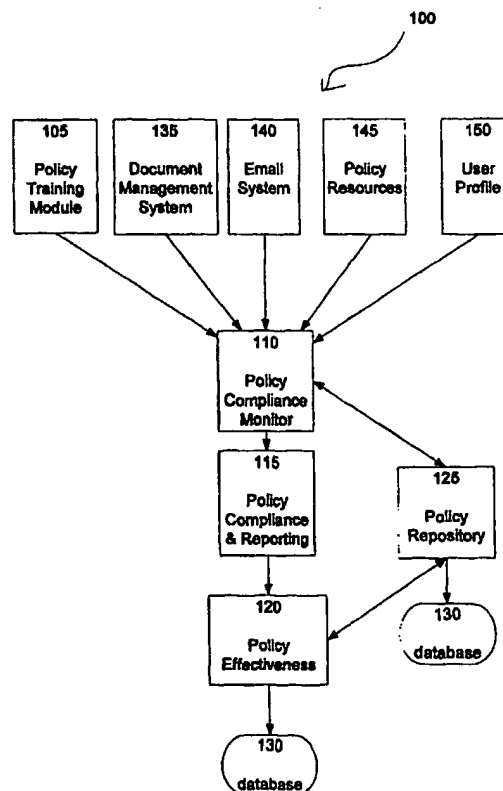 100
105
Policy
Training
Module
135
Document
Management
System
140
Email
System
145
Policy
Resources
150
User
Profile
110
Policy
Compliance
Monitor
115
Policy
Compliance
& Reporting
125
Policy
Repository
120
Policy
Effectiveness
130
database
130
database